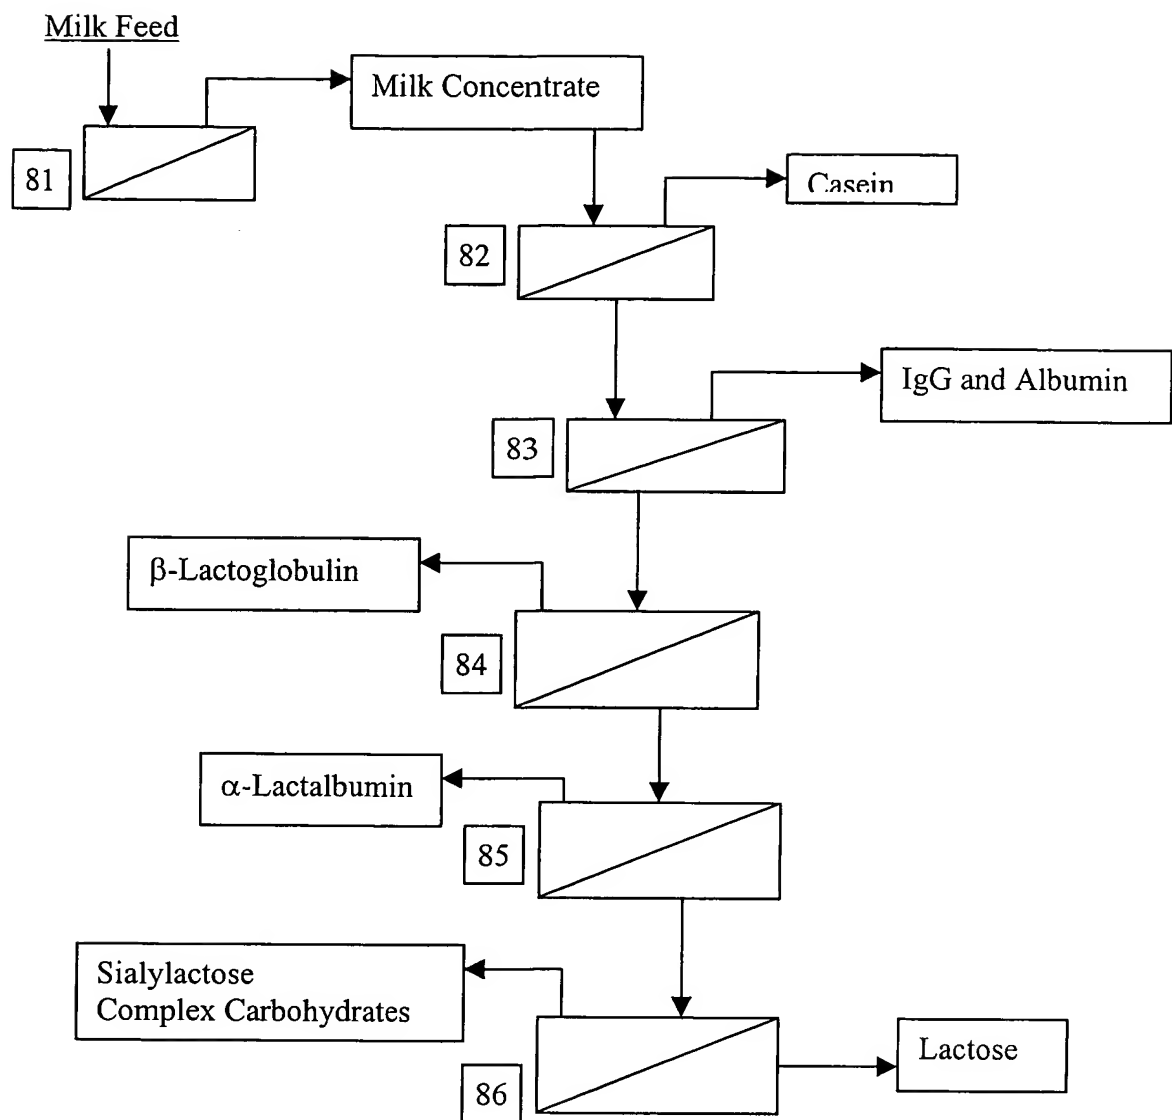 Milk Feed
Milk Concentrate
81
Casein
82
IgG and Albumin
83
β-Lactoglobulin
84
α-Lactalbumin
85
Sialylactose
Complex Carbohydrates
Lactose
86